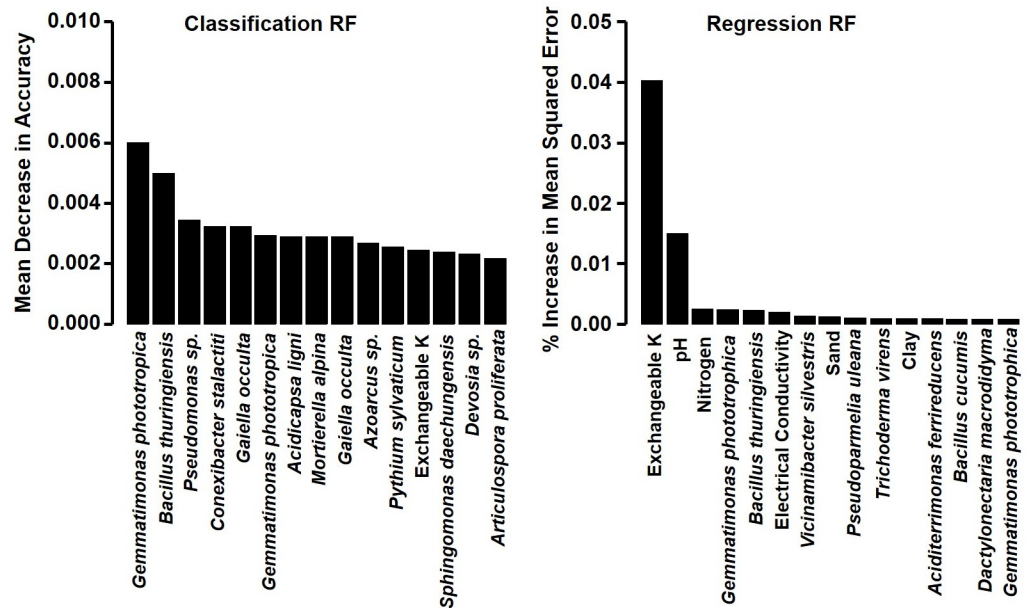 Classification RF
Mean Decrease in Accuracy
0.010
0.008
0.006
0.004
0.002
0.000
Gemmatimonas phototropica
Bacillus thuringiensis
Pseudomonas sp.
Conexibacter stalactiti
Gaiella occulta
Gemmatimonas phototropica
Acidicapsa ligni
Mortierella alpina
Gaiella occulta
Azoarcus sp.
Pythium sylvaticum
Exchangeable K
Sphingomonas daechungensis
Devosia sp.
Articulospora proliferata
Regression RF
% Increase in Mean Squared Error
0.05
0.04
0.03
0.02
0.01
0.00
Exchangeable K
pH
Nitrogen
Gemmatimonas phototrophica
Bacillus thuringiensis
Electrical Conductivity
Vicinamibacter silvestris
Sand
Pseudoparmelia uleana
Trichoderma virens
Clay
Aciditerrimonas ferrireducens
Bacillus cucumis
Dactylonectaria macrodidyma
Gemmatimonas phototrophica